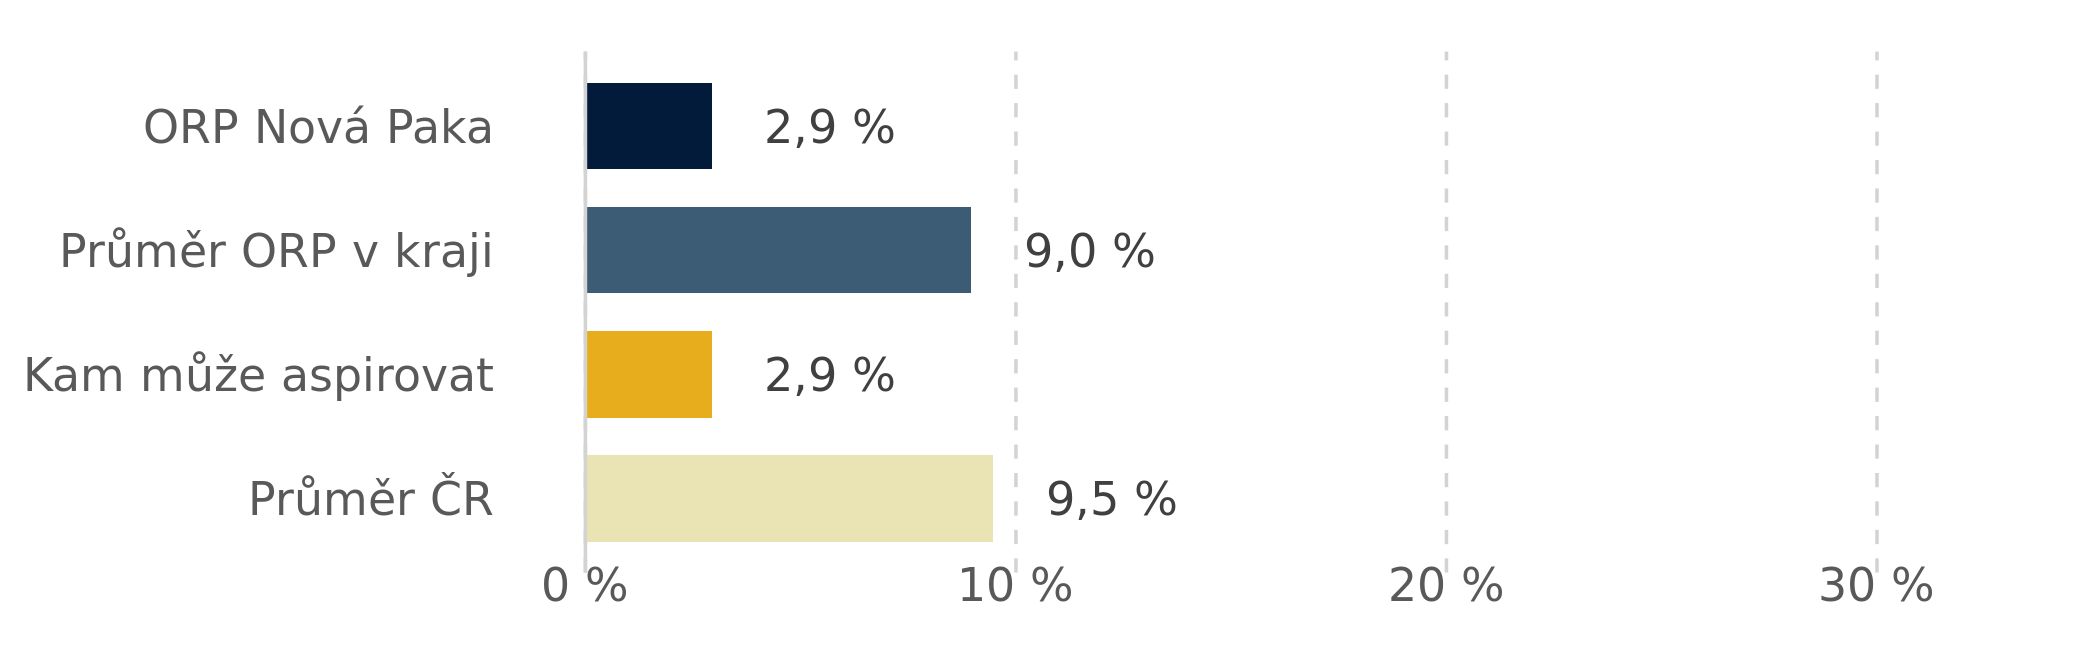 ORP Nová Paka 2,9 %
Průměr ORP v kraji 9,0 %
Kam může aspirovat 2,9 %
Průměr ČR 9,5 %
0 % 10 % 20 % 30 %